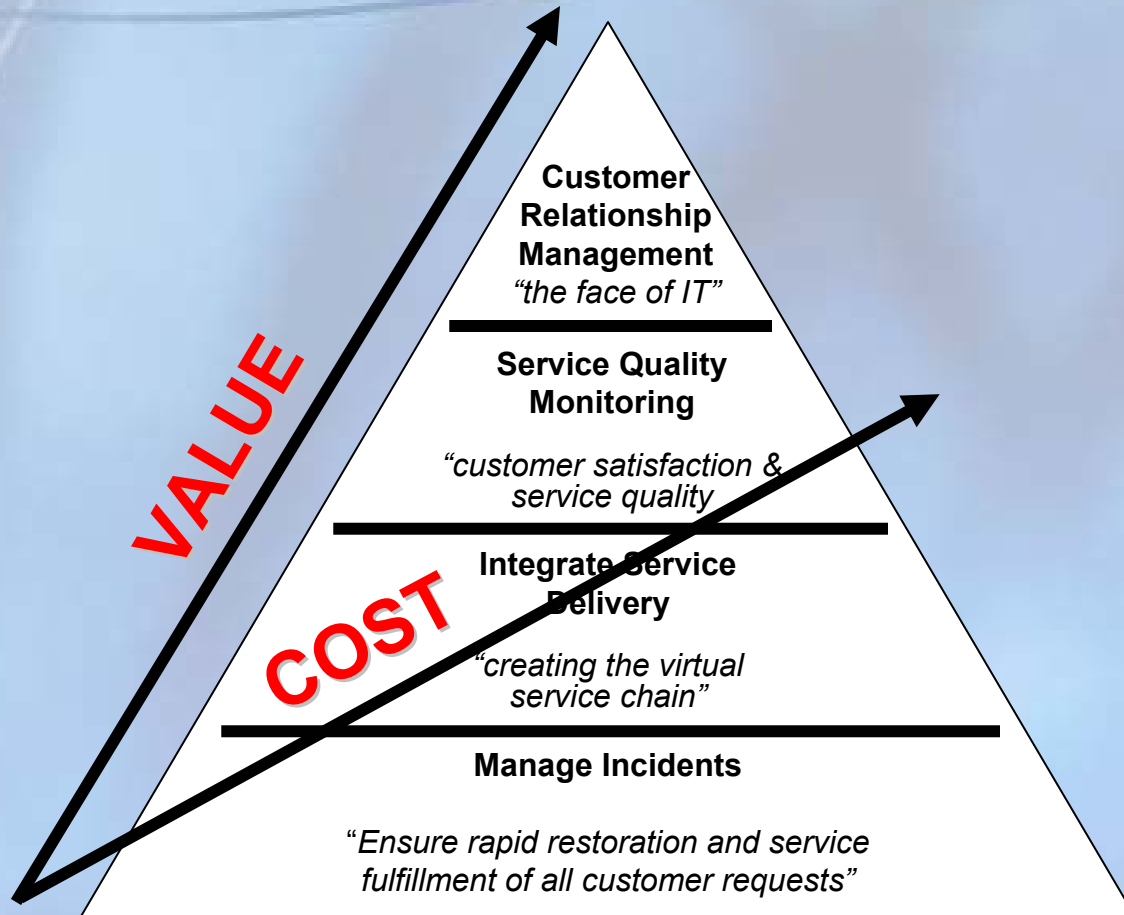 Customer
Relationship
Management
“the face of IT”
VALUE
Service Quality
Monitoring
“customer satisfaction &
service quality
COST
Integrate Service
Delivery
“creating the virtual
service chain”
Manage Incidents
“Ensure rapid restoration and service
fulfillment of all customer requests”